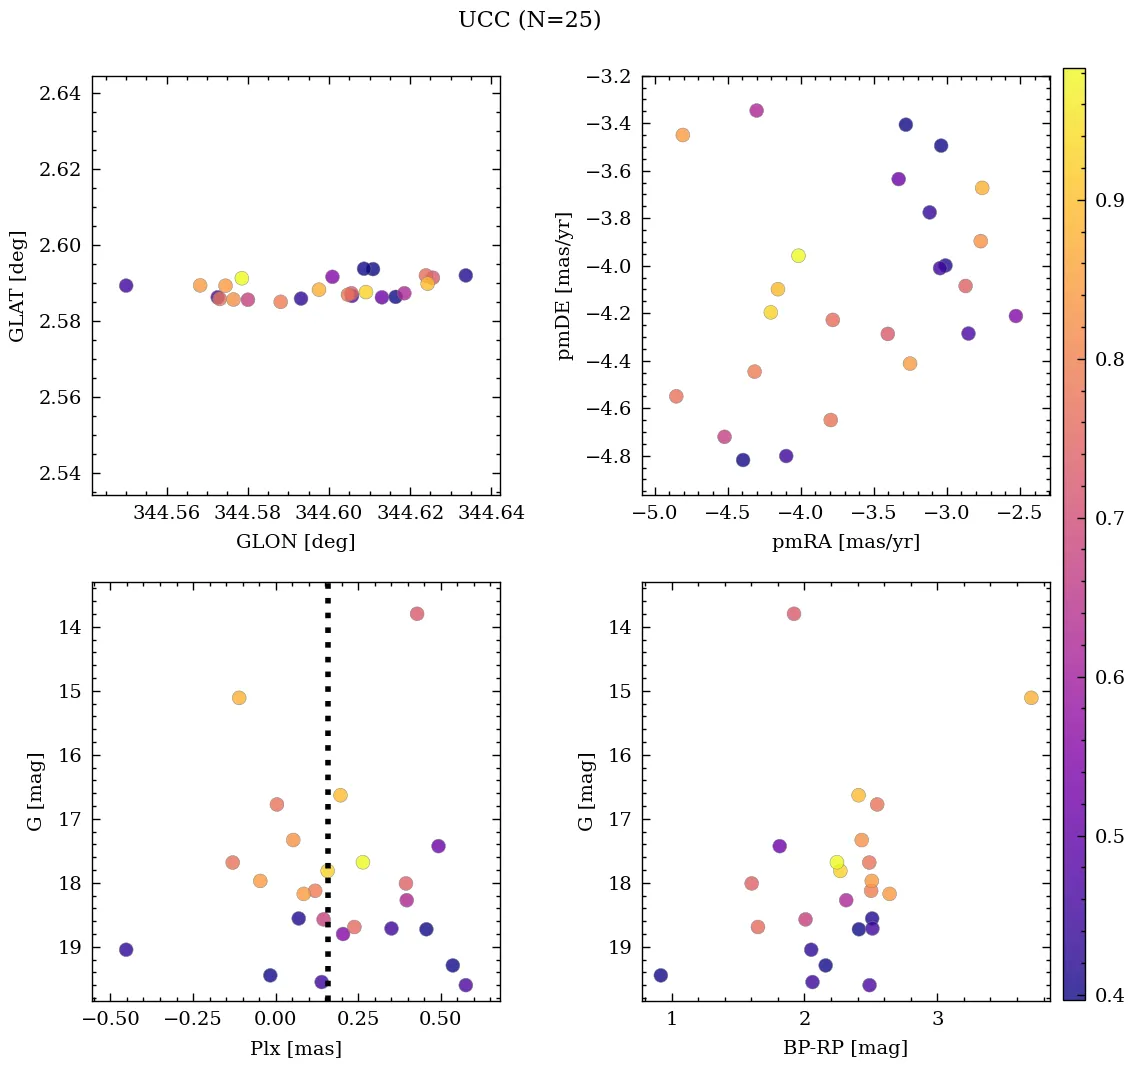 UCC (N=25)
2.64
2.62
2.60
2.58
2.56
2.54
GLAT [deg]
344.56 344.58 344.60 344.62 344.64
GLON [deg]
−3.2
−3.4
−3.6
−3.8
−4.0
−4.2
−4.4
−4.6
−4.8
pmDE [mas/yr]
−5.0 −4.5 −4.0 −3.5 −3.0 −2.5
pmRA [mas/yr]
14
15
16
17
18
19
G [mag]
−0.50 −0.25 0.00 0.25 0.50
Plx [mas]
14
15
16
17
18
19
G [mag]
1 2 3
BP-RP [mag]
0.9
0.8
0.7
0.6
0.5
0.4